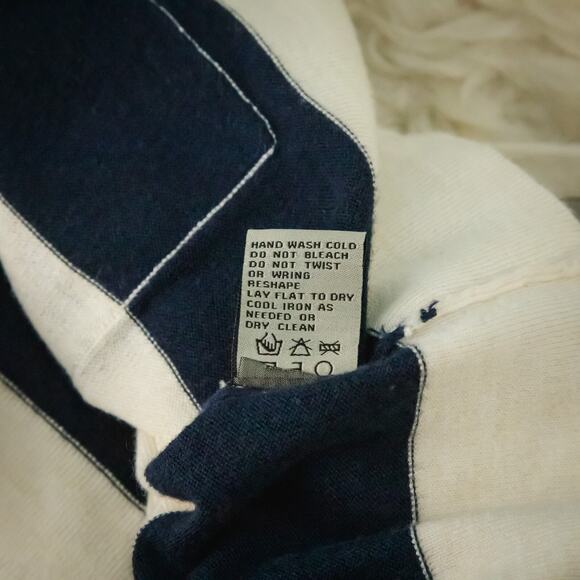 HAND WASH COLD
DO NOT BLEACH
DO NOT TWIST
OR WRING
RESHAPE
LAY FLAT TO DRY
COOL IRON AS
NEEDED OR
DRY CLEAN